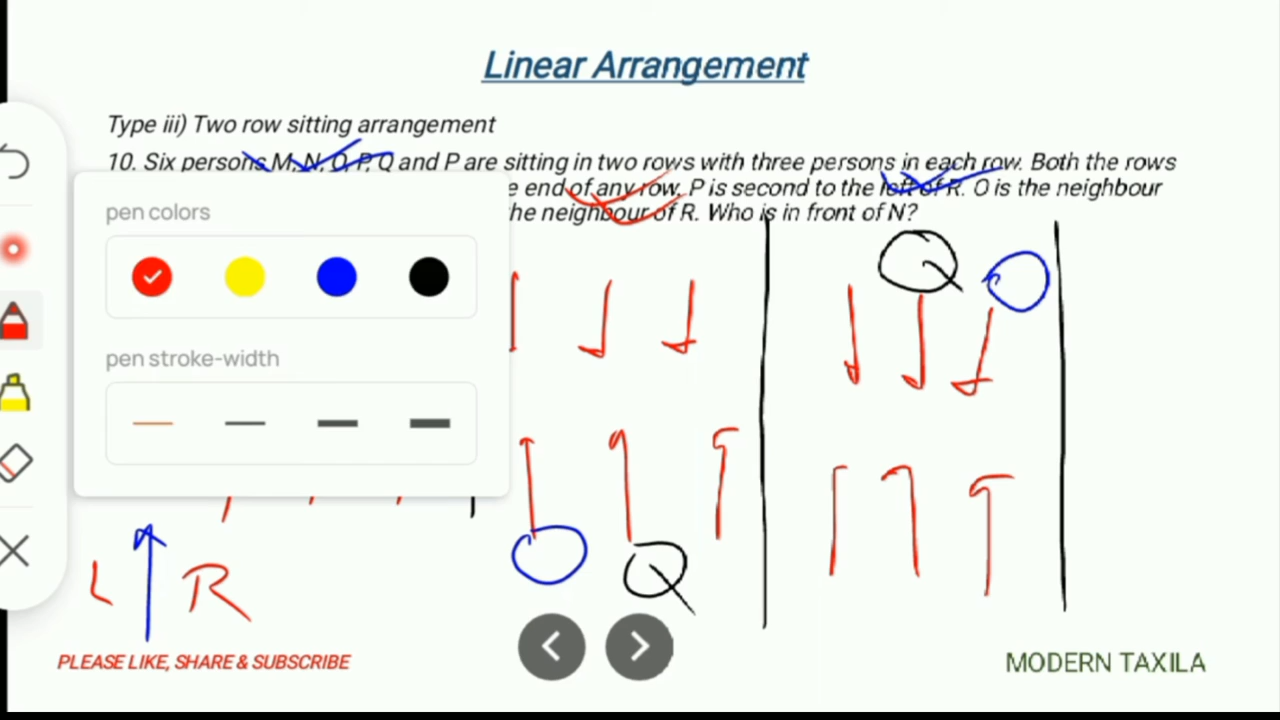 Linear Arrangement
Type iii) Two row sitting arrangement
10. Six persons M, N, O, P, Q and P are sitting in two rows with three persons in each row. Both the rows
e end of any row. P is second to the left of R. O is the neighbour
he neighbour of R. Who is in front of N?
pen colors
pen stroke-width
Q
O
O
Q
L R
PLEASE LIKE, SHARE & SUBSCRIBE
MODERN TAXILA